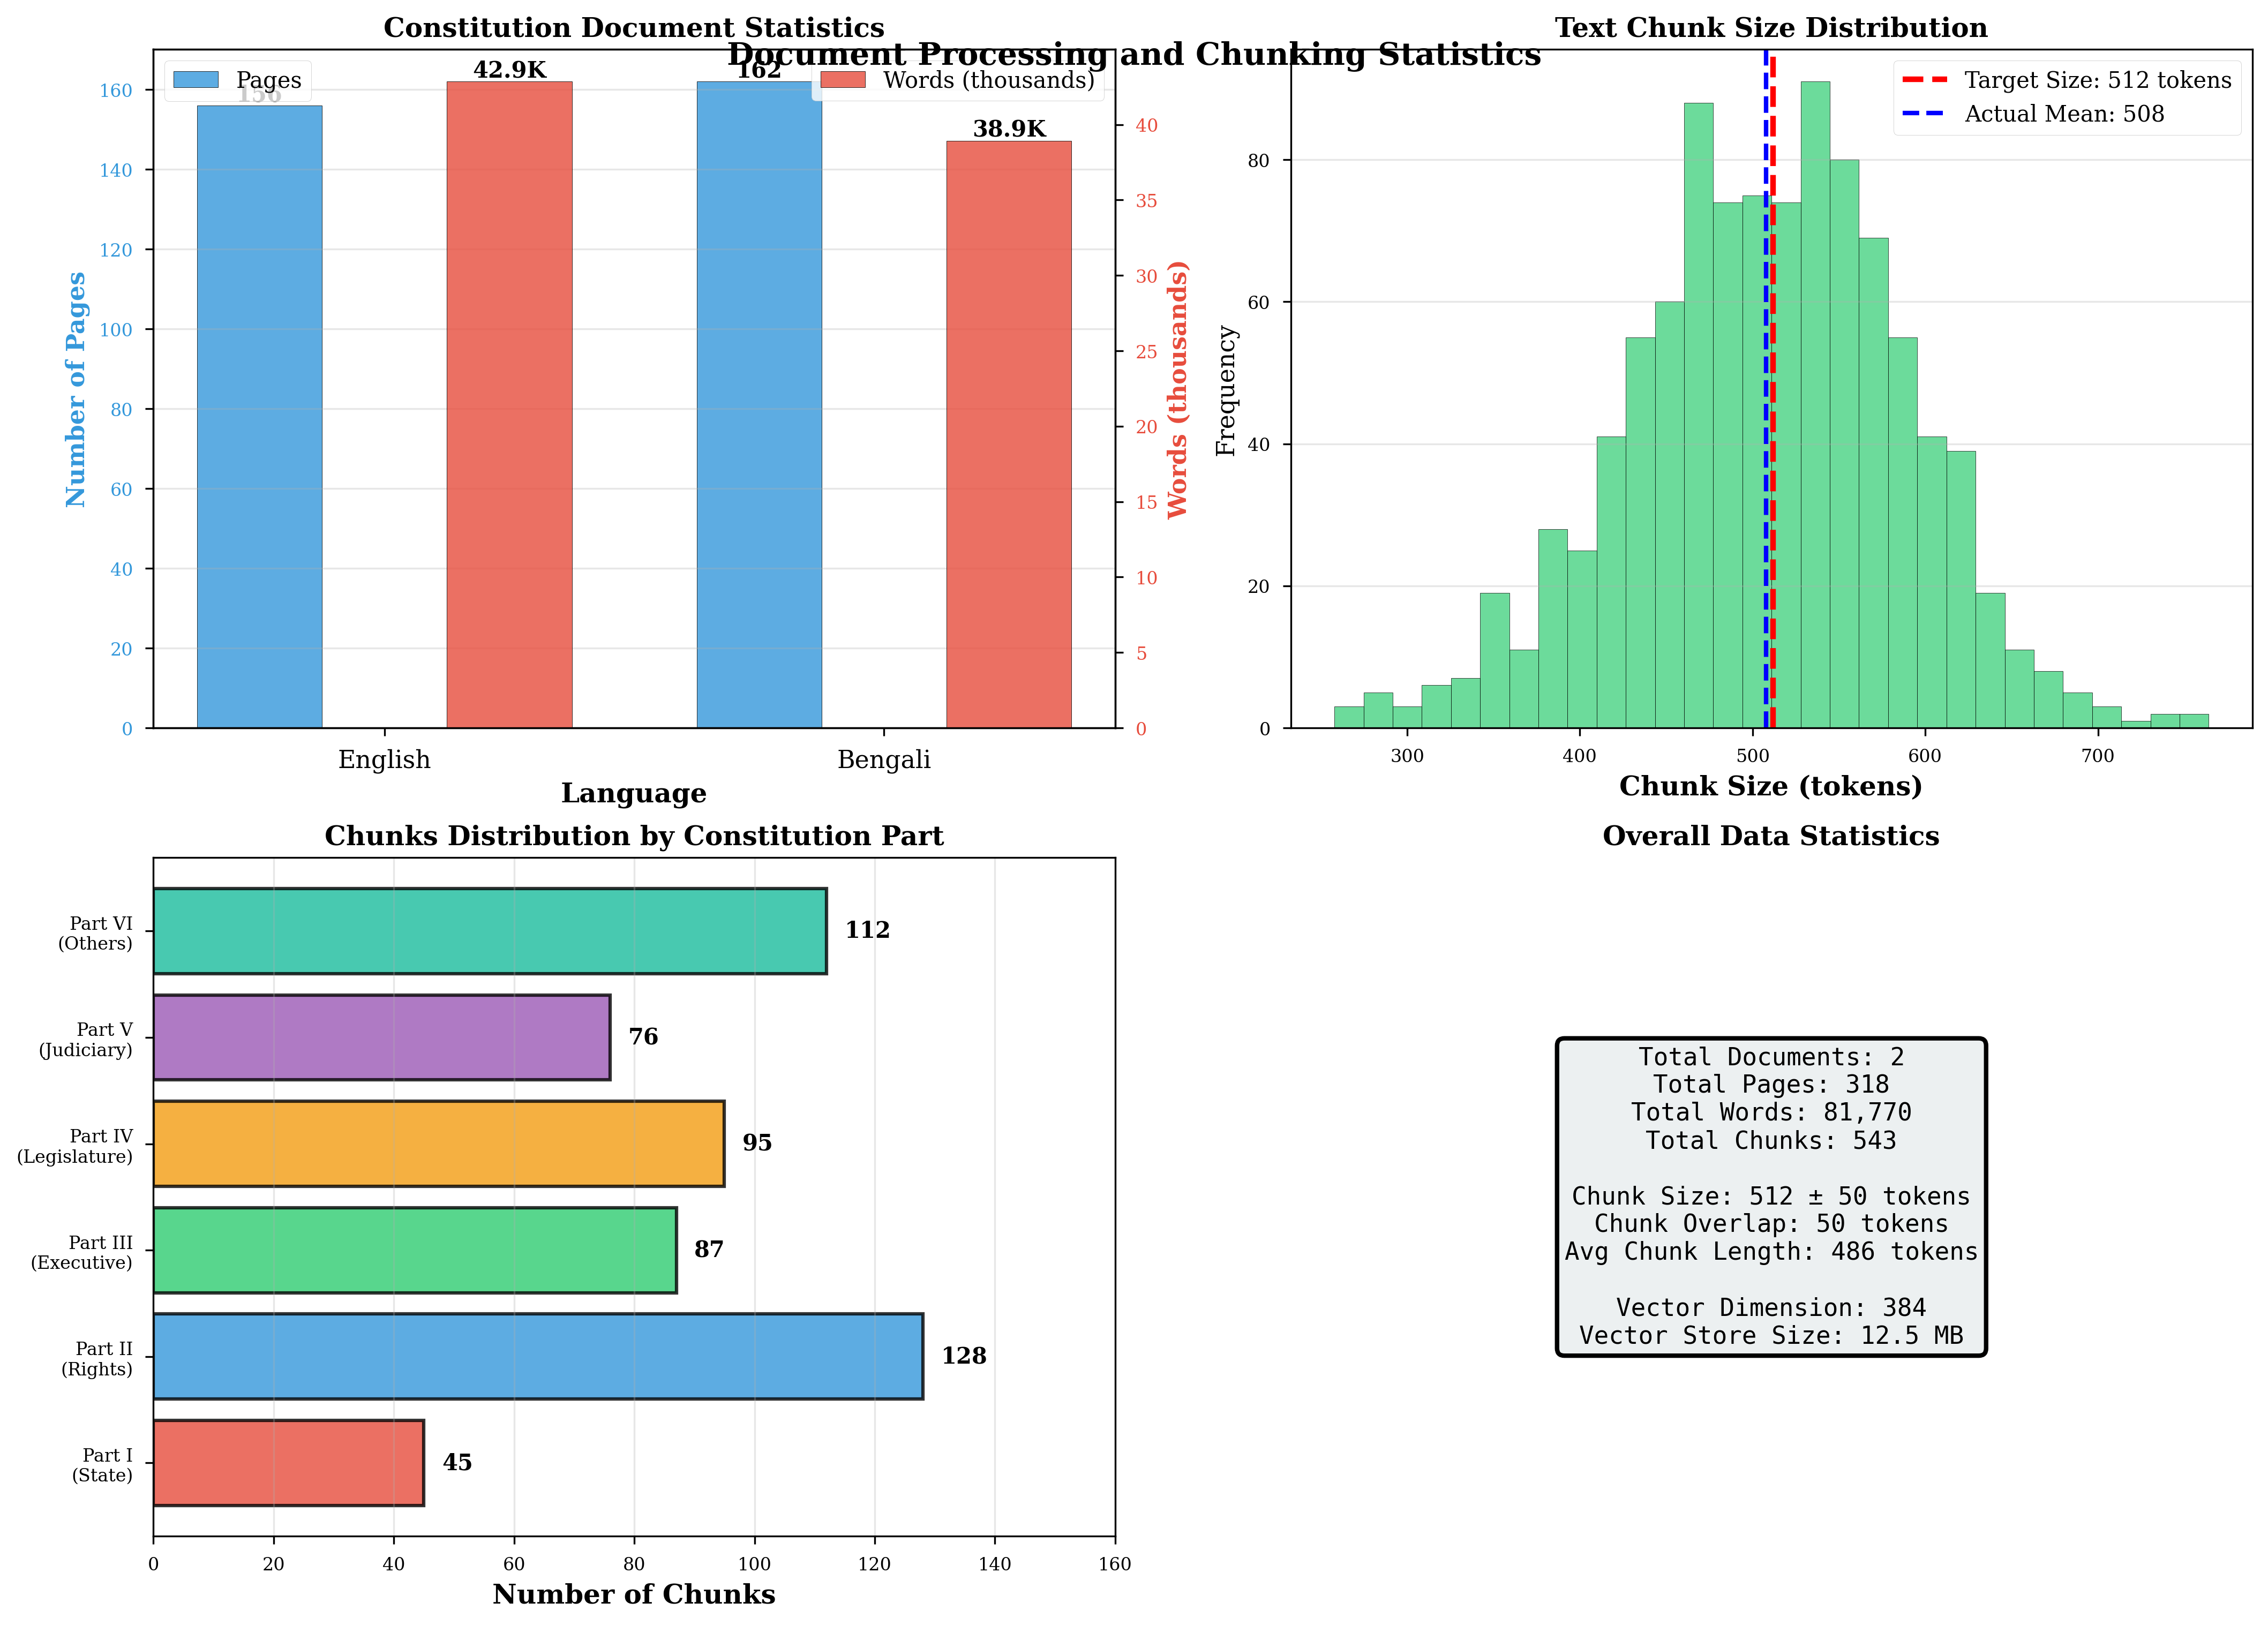 Document Processing and Chunking Statistics
Constitution Document Statistics
Pages
Words (thousands)
156
42.9K
162
38.9K
Number of Pages
0
20
40
60
80
100
120
140
160
Words (thousands)
0
5
10
15
20
25
30
35
40
English
Bengali
Language
Text Chunk Size Distribution
Target Size: 512 tokens
Actual Mean: 508
Frequency
0
20
40
60
80
300
400
500
600
700
Chunk Size (tokens)
Chunks Distribution by Constitution Part
Part VI
(Others)
112
Part V
(Judiciary)
76
Part IV
(Legislature)
95
Part III
(Executive)
87
Part II
(Rights)
128
Part I
(State)
45
0
20
40
60
80
100
120
140
160
Number of Chunks
Overall Data Statistics
Total Documents: 2
Total Pages: 318
Total Words: 81,770
Total Chunks: 543
Chunk Size: 512 ± 50 tokens
Chunk Overlap: 50 tokens
Avg Chunk Length: 486 tokens
Vector Dimension: 384
Vector Store Size: 12.5 MB